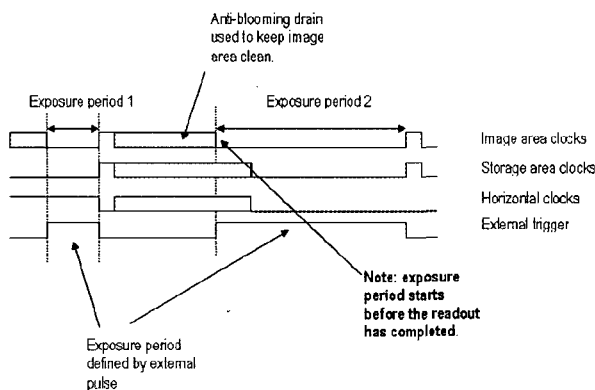 Anti-blooming drain
used to keep image
area clean.
Exposure period 1
Exposure period 2
Image area clocks
Storage area clocks
Horizontal clocks
External trigger
Note: exposure
period starts
before the readout
has completed.
Exposure period
defined by external
pulse